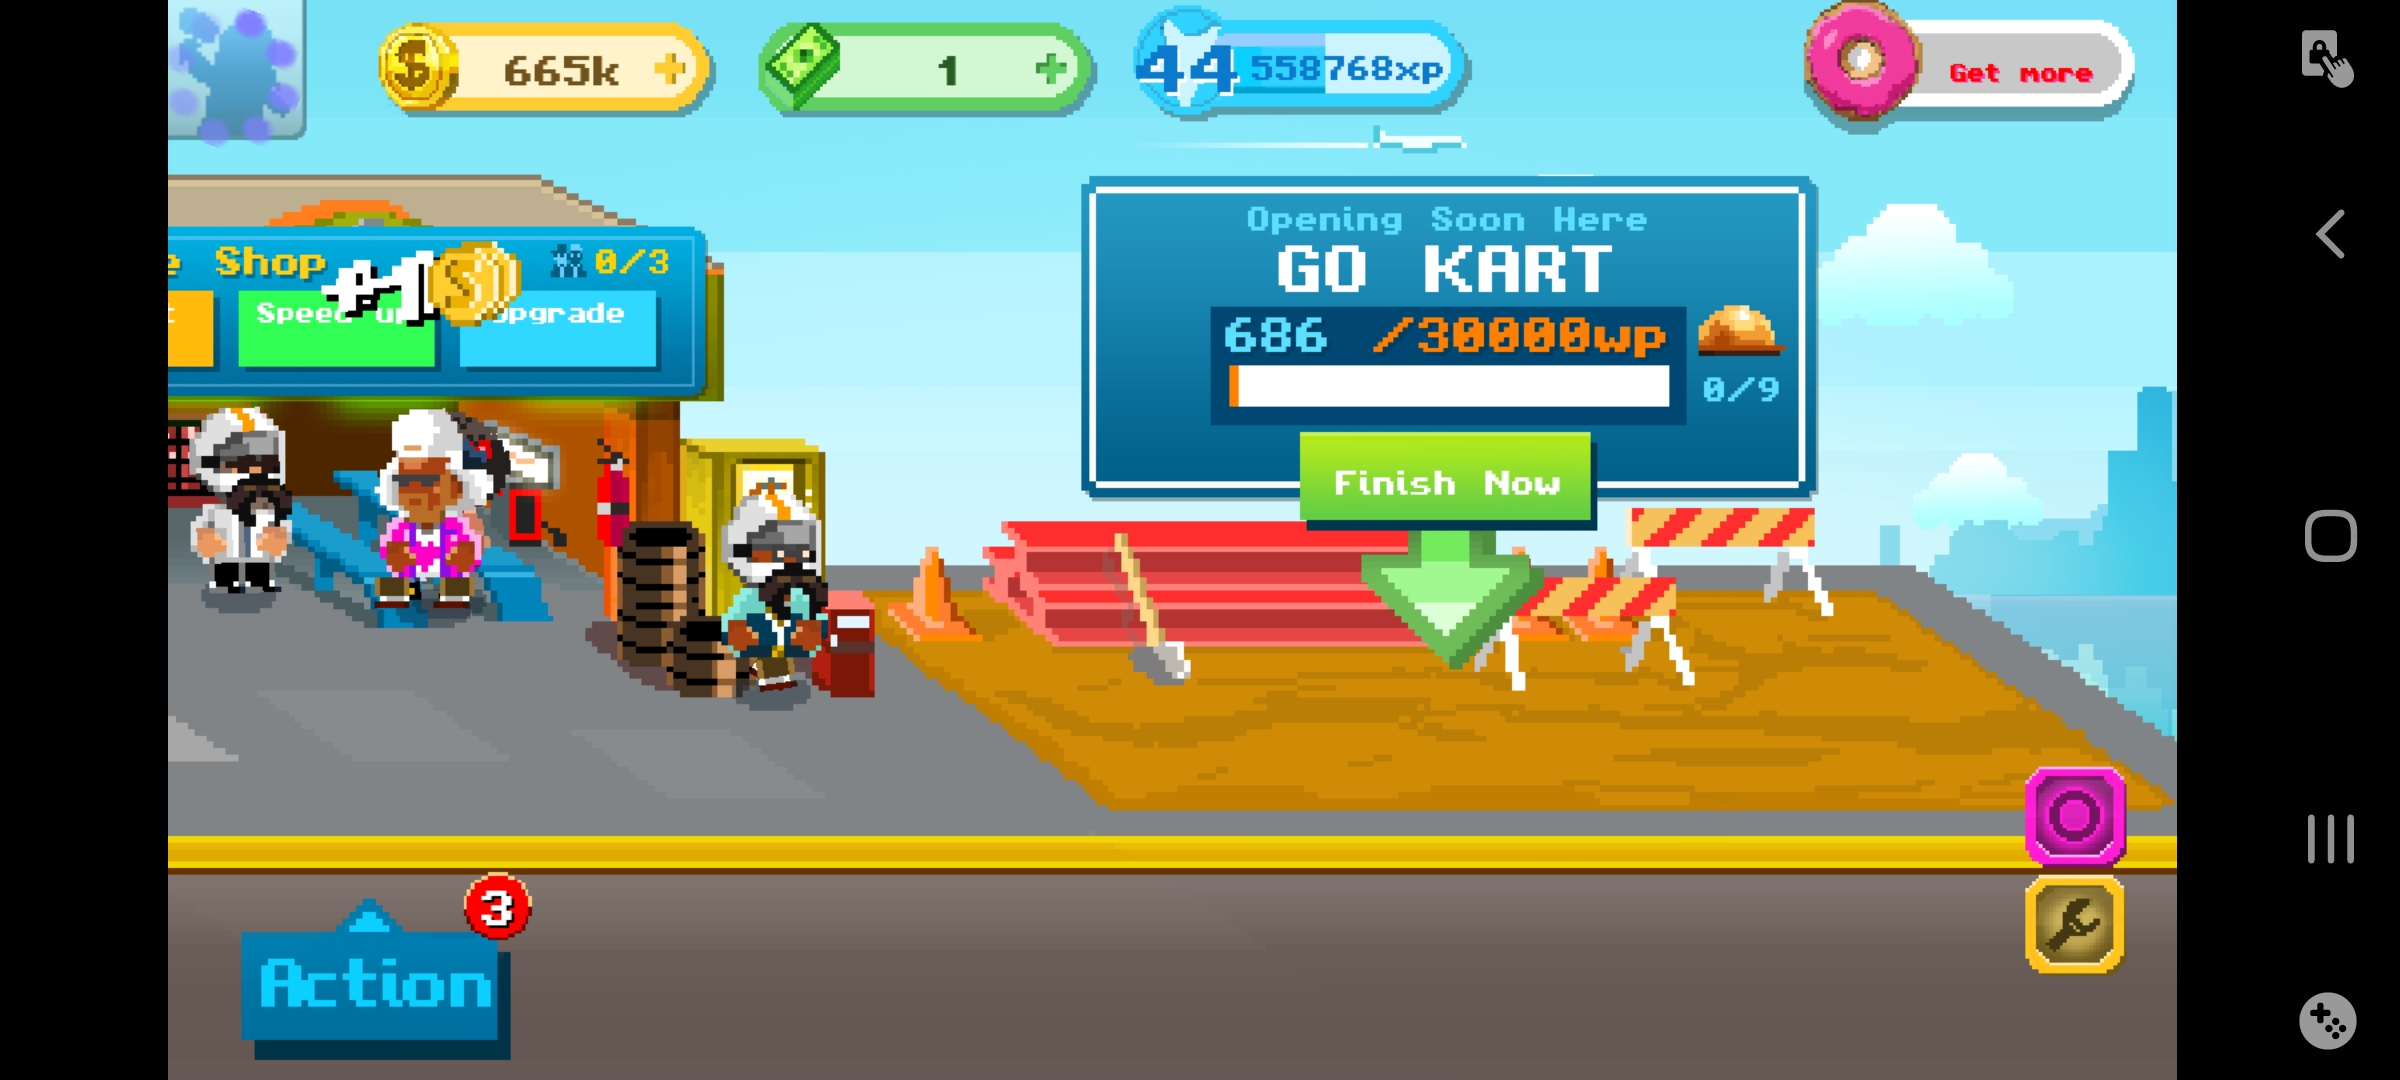 665k
1
44 558768xp
Get more
Shop
0/3
Speed up
pgrade
Opening Soon Here
GO KART
686 /30000wp
0/9
Finish Now
3
Action